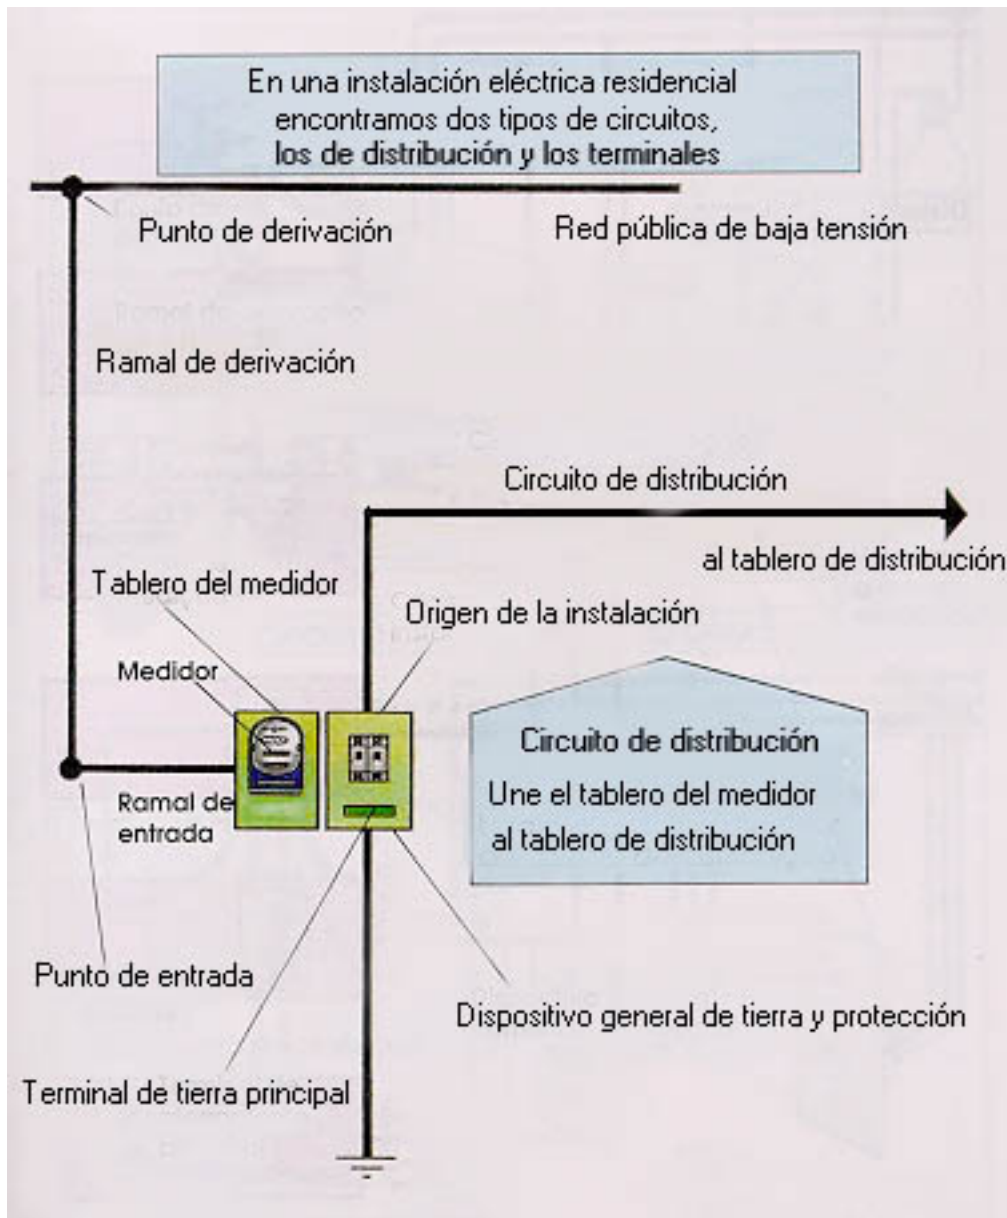 En una instalación eléctrica residencial
encontramos dos tipos de circuitos,
los de distribución y los terminales
Punto de derivación
Red pública de baja tensión
Ramal de derivación
Circuito de distribución
al tablero de distribución
Tablero del medidor
Origen de la instalación
Medidor
Circuito de distribución
Une el tablero del medidor
al tablero de distribución
Ramal de
entrada
Punto de entrada
Dispositivo general de tierra y protección
Terminal de tierra principal